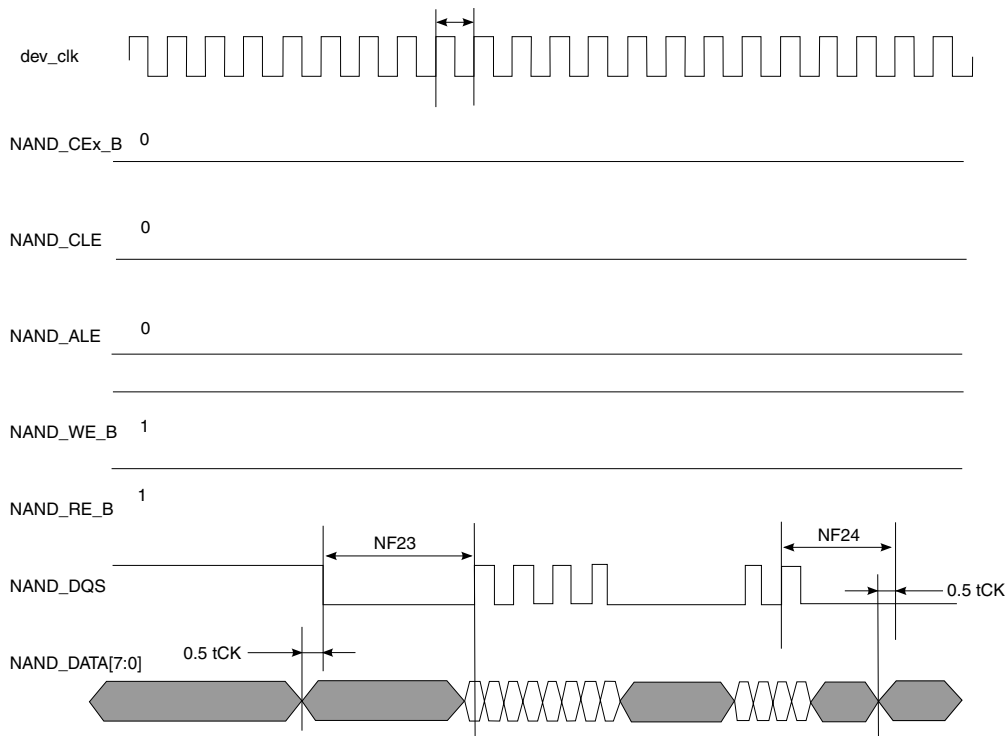 dev_clk
NAND_CEx_B 0
NAND_CLE 0
NAND_ALE 0
NAND_WE_B 1
NAND_RE_B 1
NF23 NF24
NAND_DQS
0.5 tCK
NAND_DATA[7:0] 0.5 tCK